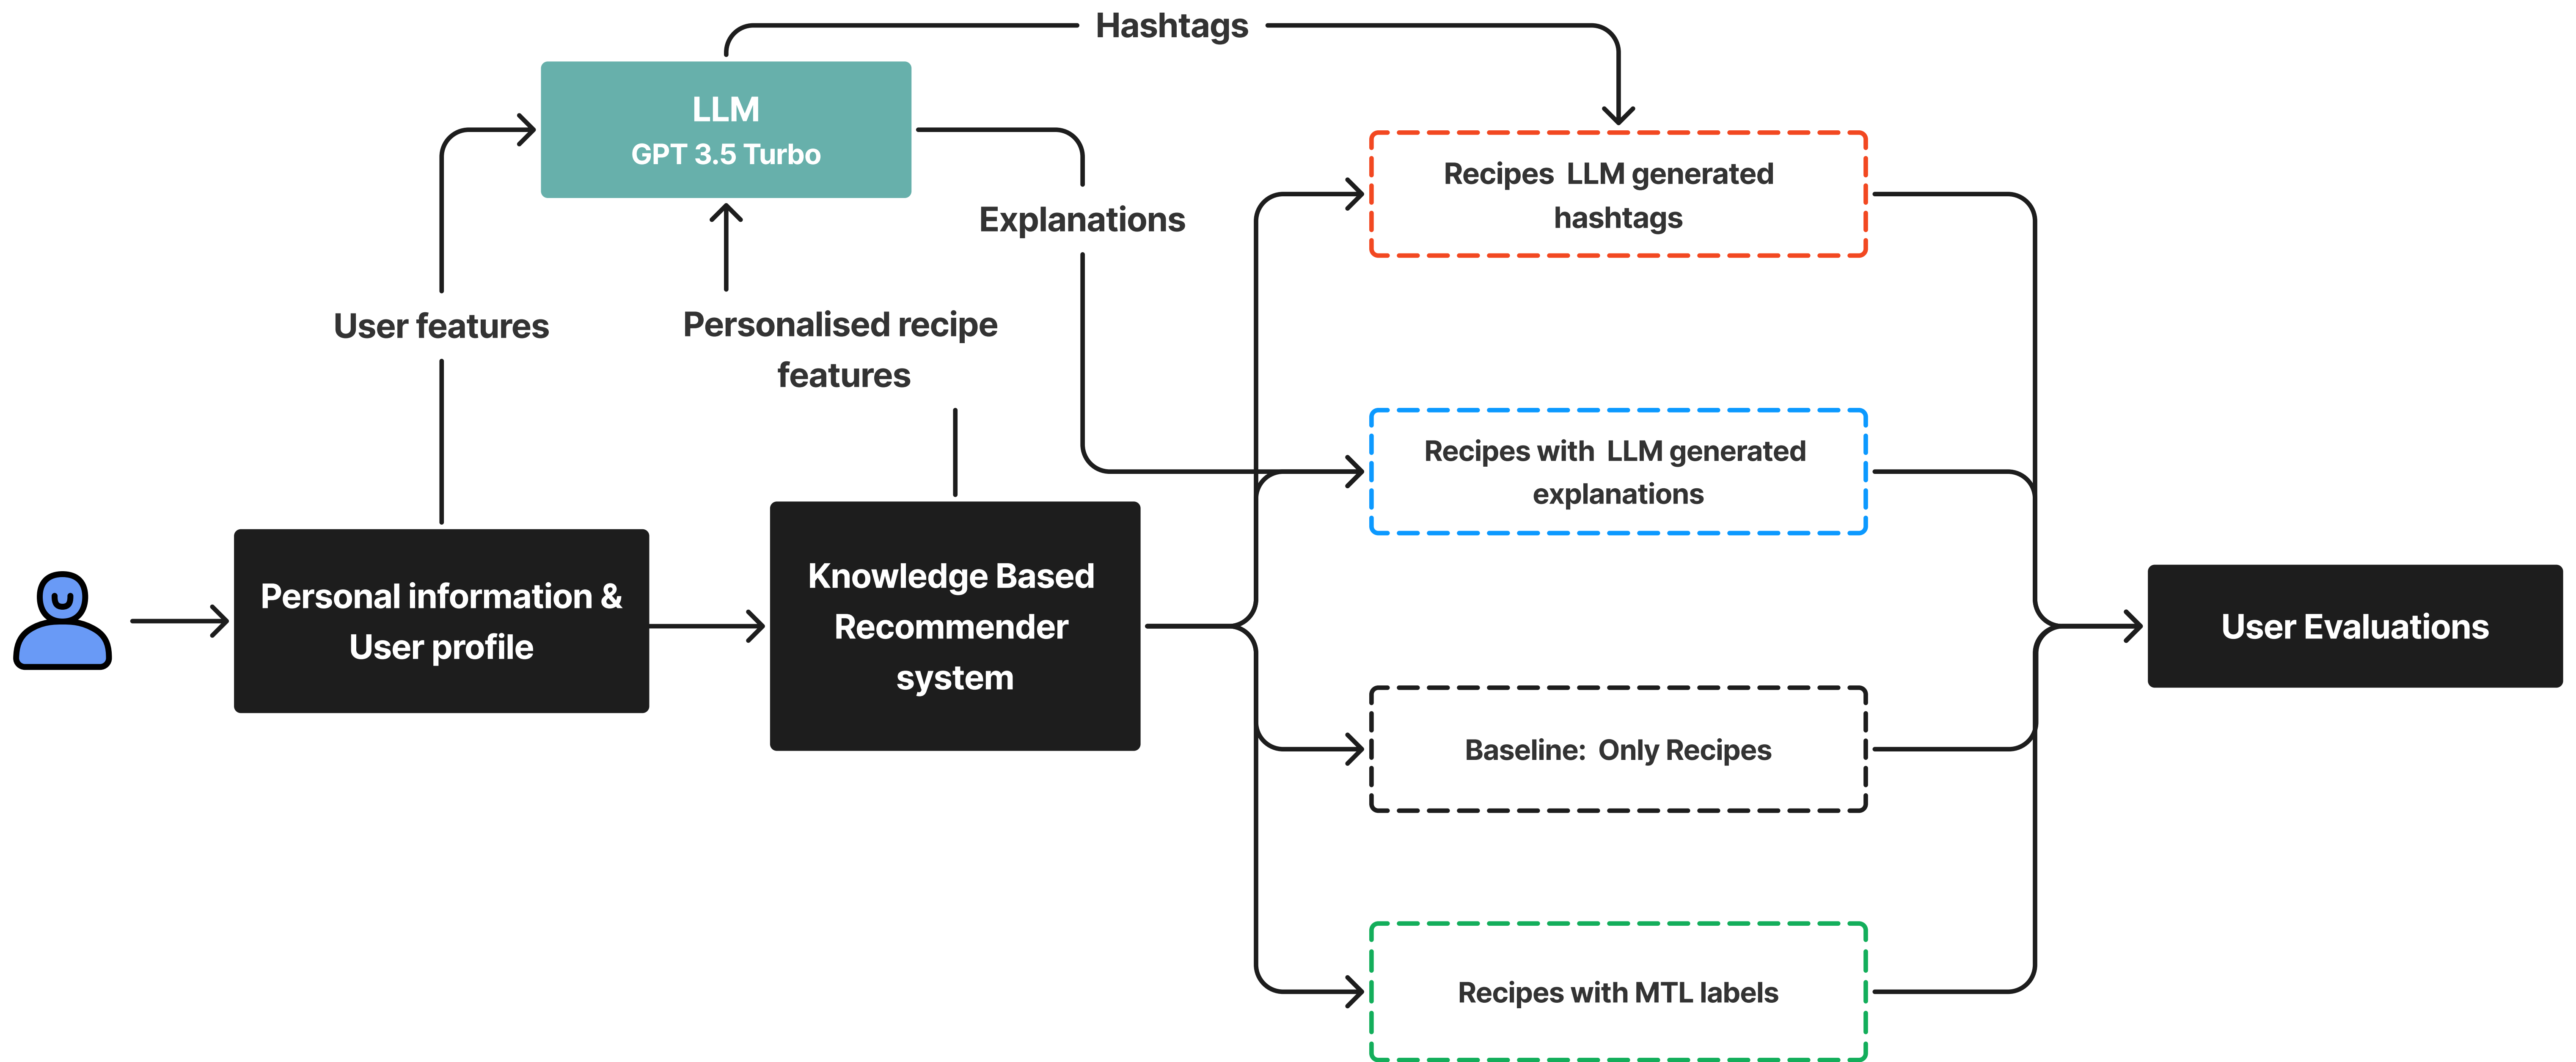 Hashtags
LLM
GPT 3.5 Turbo
Recipes LLM generated
hashtags
Explanations
User features
Personalised recipe
features
Recipes with LLM generated
explanations
Personal information &
User profile
Knowledge Based
Recommender
system
User Evaluations
Baseline: Only Recipes
Recipes with MTL labels